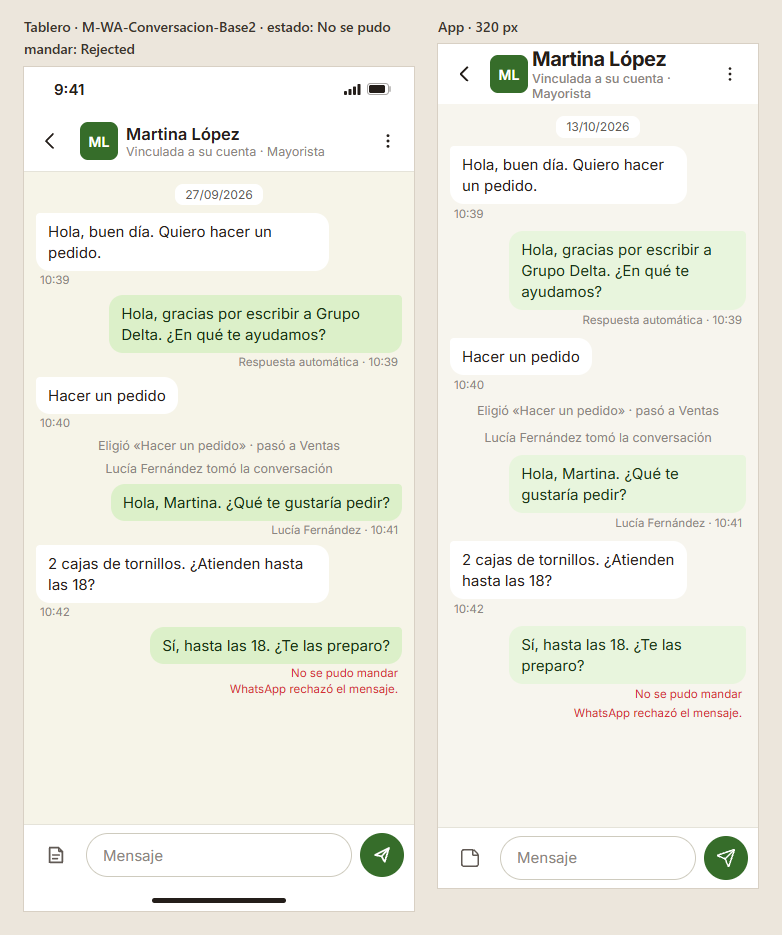 Tablero · M-WA-Conversacion-Base2 · estado: No se pudo
mandar: Rejected
9:41
ML
Martina López
Vinculada a su cuenta · Mayorista
27/09/2026
Hola, buen día. Quiero hacer un
pedido.
10:39
Hola, gracias por escribir a Grupo
Delta. ¿En qué te ayudamos?
Respuesta automática · 10:39
Hacer un pedido
10:40
Eligió «Hacer un pedido» · pasó a Ventas
Lucía Fernández tomó la conversación
Hola, Martina. ¿Qué te gustaría pedir?
Lucía Fernández · 10:41
2 cajas de tornillos. ¿Atienden hasta
las 18?
10:42
Sí, hasta las 18. ¿Te las preparo?
No se pudo mandar
WhatsApp rechazó el mensaje.
Mensaje
App · 320 px
ML
Martina López
Vinculada a su cuenta ·
Mayorista
13/10/2026
Hola, buen día. Quiero hacer
un pedido.
10:39
Hola, gracias por escribir a
Grupo Delta. ¿En qué te
ayudamos?
Respuesta automática · 10:39
Hacer un pedido
10:40
Eligió «Hacer un pedido» · pasó a Ventas
Lucía Fernández tomó la conversación
Hola, Martina. ¿Qué te
gustaría pedir?
Lucía Fernández · 10:41
2 cajas de tornillos. ¿Atienden
hasta las 18?
10:42
Sí, hasta las 18. ¿Te las
preparo?
No se pudo mandar
WhatsApp rechazó el mensaje.
Mensaje